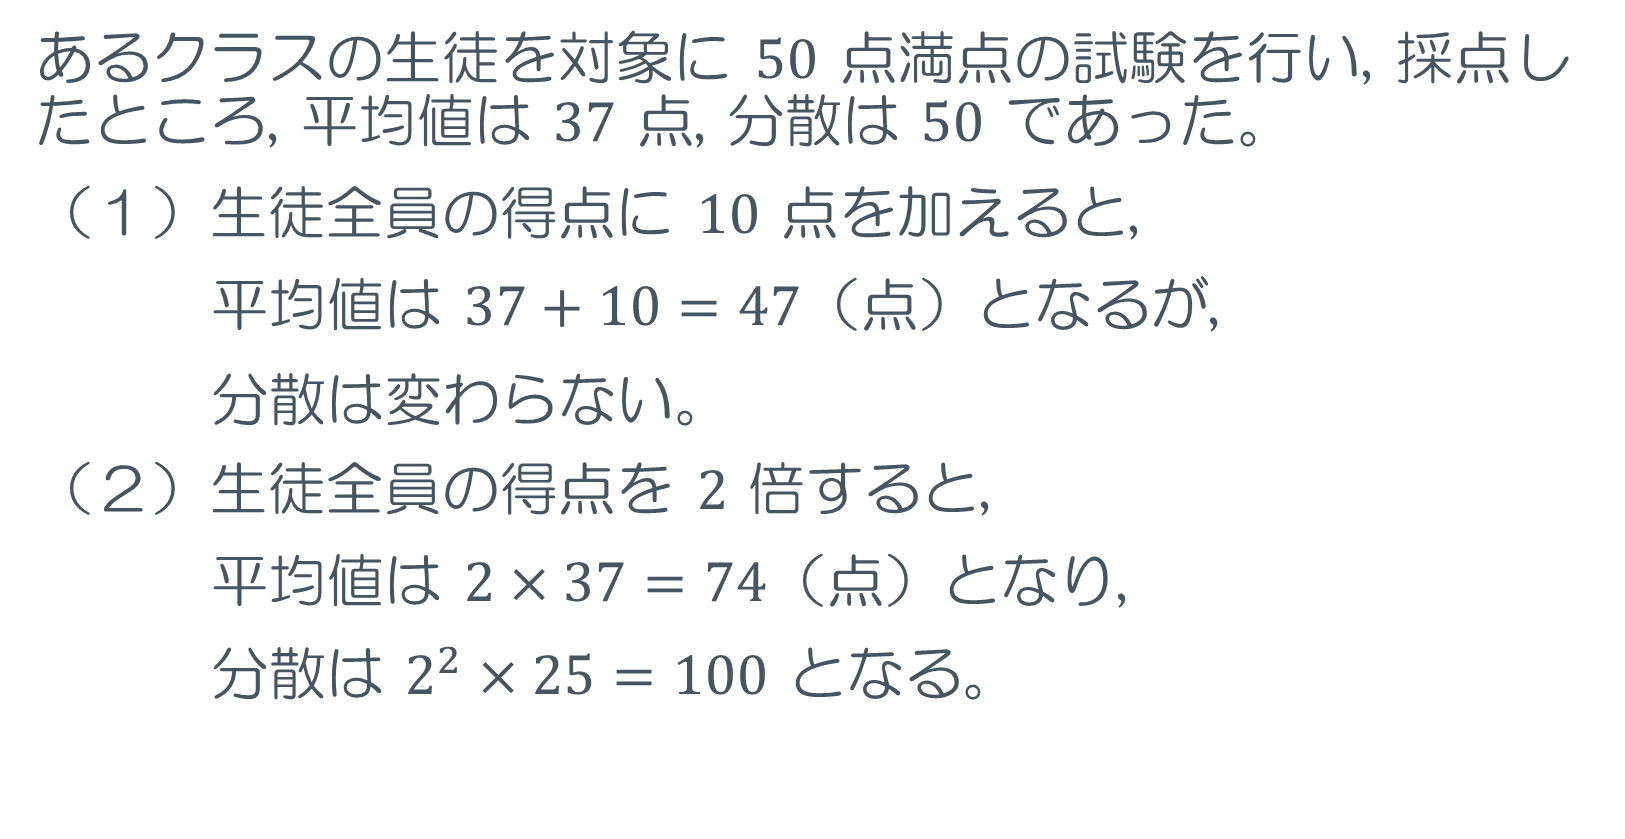 あるクラスの生徒を対象に 50 点満点の試験を行い, 採点し
たところ, 平均値は 37 点, 分散は 50 であった。
（１）生徒全員の得点に 10 点を加えると,
平均値は 37 + 10 = 47（点）となるが,
分散は変わらない。
（２）生徒全員の得点を 2 倍すると,
平均値は 2 × 37 = 74（点）となり,
分散は 2² × 25 = 100 となる。